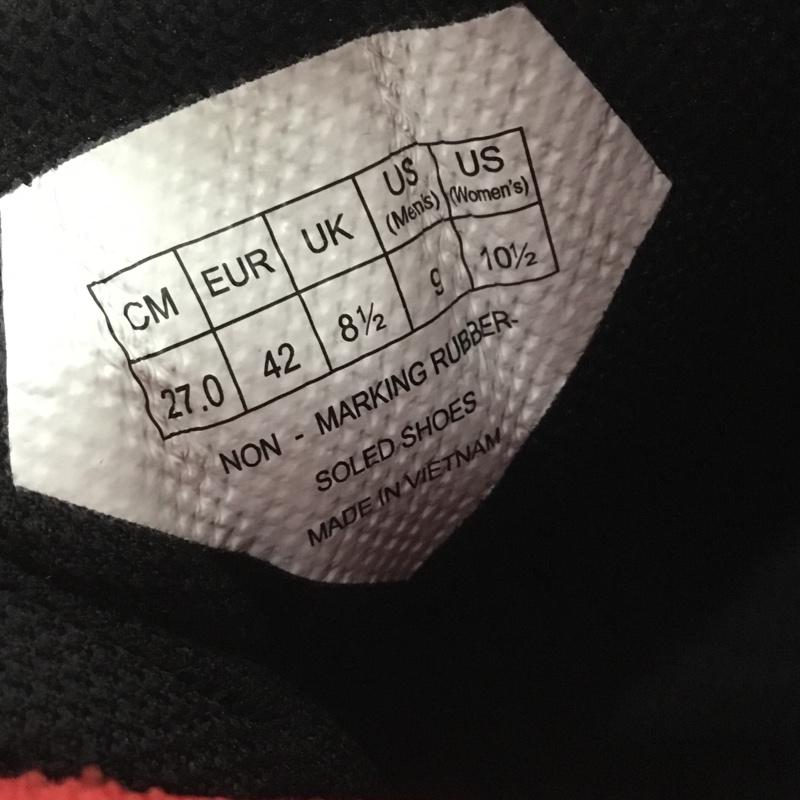 CM EUR UK US (Men's) US (Women's)
27.0 42 8½ 9 10½
NON - MARKING RUBBER-
SOLED SHOES
MADE IN VIETNAM